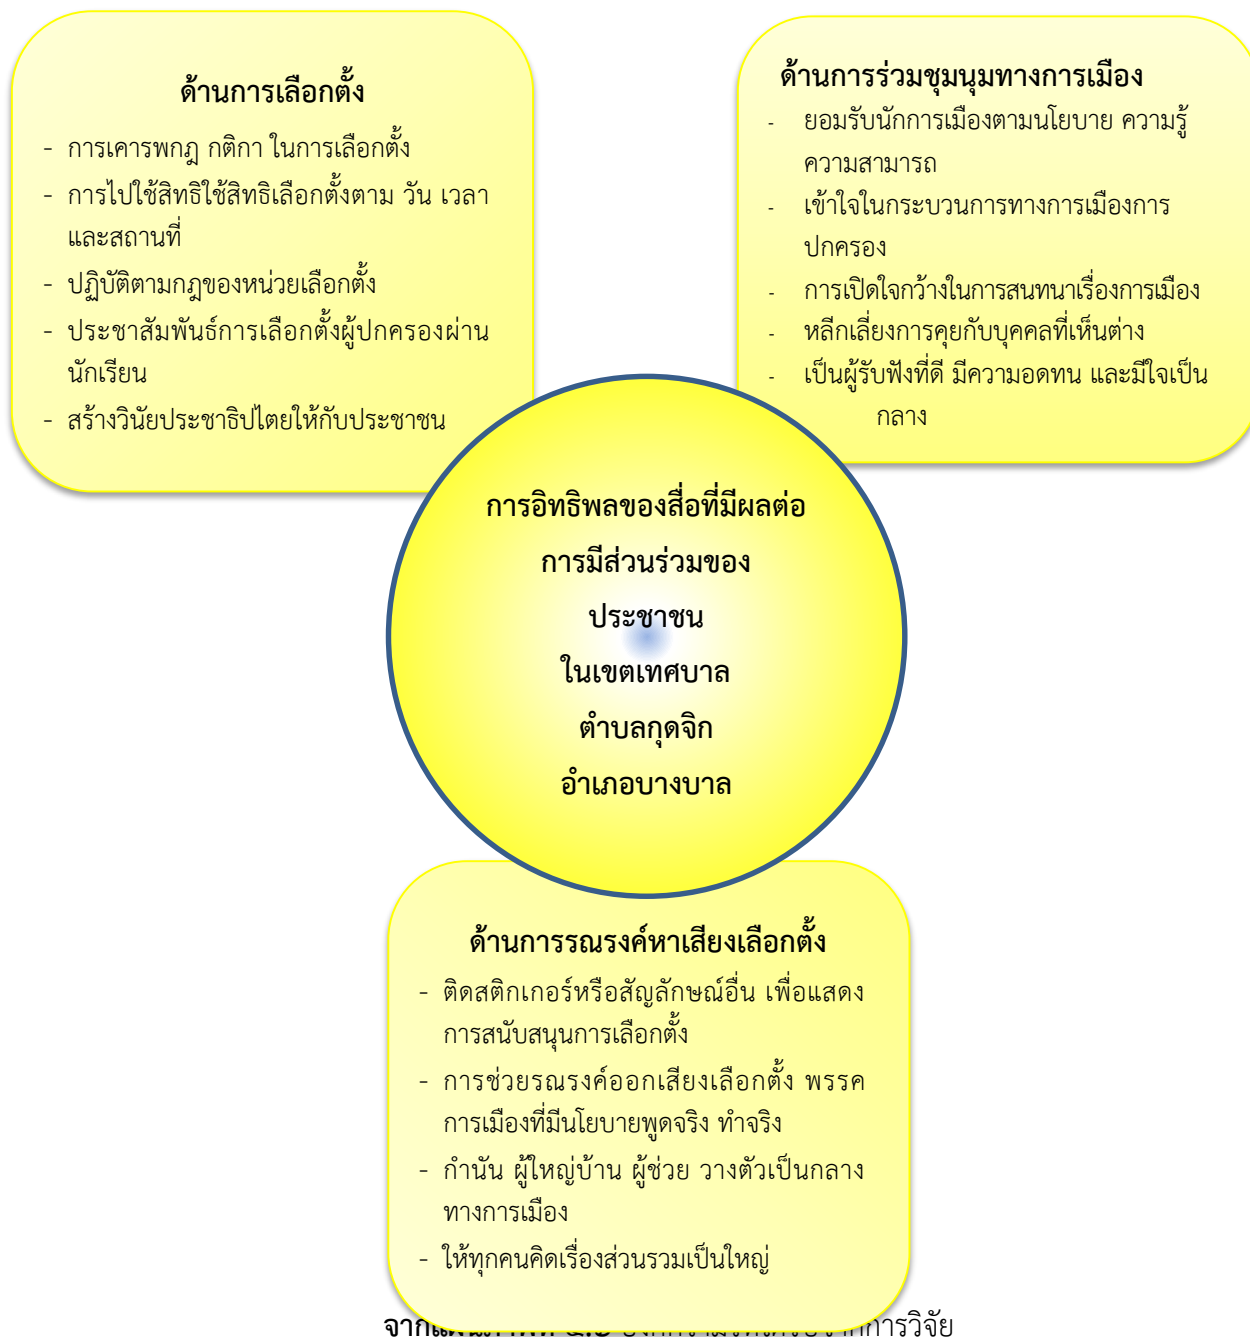 ด้านการเลือกตั้ง
- การเคารพกฎ กติกา ในการเลือกตั้ง
- การไปใช้สิทธิใช้สิทธิเลือกตั้งตาม วัน เวลา
และสถานที่
- ปฏิบัติตามกฎของหน่วยเลือกตั้ง
- ประชาสัมพันธ์การเลือกตั้งผู้ปกครองผ่าน
นักเรียน
- สร้างวินัยประชาธิปไตยให้กับประชาชน
ด้านการร่วมชุมนุมทางการเมือง
- ยอมรับนักการเมืองตามนโยบาย ความรู้
ความสามารถ
- เข้าใจในกระบวนการทางการเมืองการ
ปกครอง
- การเปิดใจกว้างในการสนทนาเรื่องการเมือง
- หลีกเลี่ยงการคุยกับบุคคลที่เห็นต่าง
- เป็นผู้รับฟังที่ดี มีความอดทน และมีใจเป็น
กลาง
การอิทธิพลของสื่อที่มีผลต่อ
การมีส่วนร่วมของ
ประชาชน
ในเขตเทศบาล
ตำบลกุดจิก
อำเภอบางบาล
ด้านการรณรงค์หาเสียงเลือกตั้ง
- ติดสติกเกอร์หรือสัญลักษณ์อื่น เพื่อแสดง
การสนับสนุนการเลือกตั้ง
- การช่วยรณรงค์ออกเสียงเลือกตั้ง พรรค
การเมืองที่มีนโยบายพูดจริง ทำจริง
- กำนัน ผู้ใหญ่บ้าน ผู้ช่วย วางตัวเป็นกลาง
ทางการเมือง
- ให้ทุกคนคิดเรื่องส่วนรวมเป็นใหญ่
การวิจัย